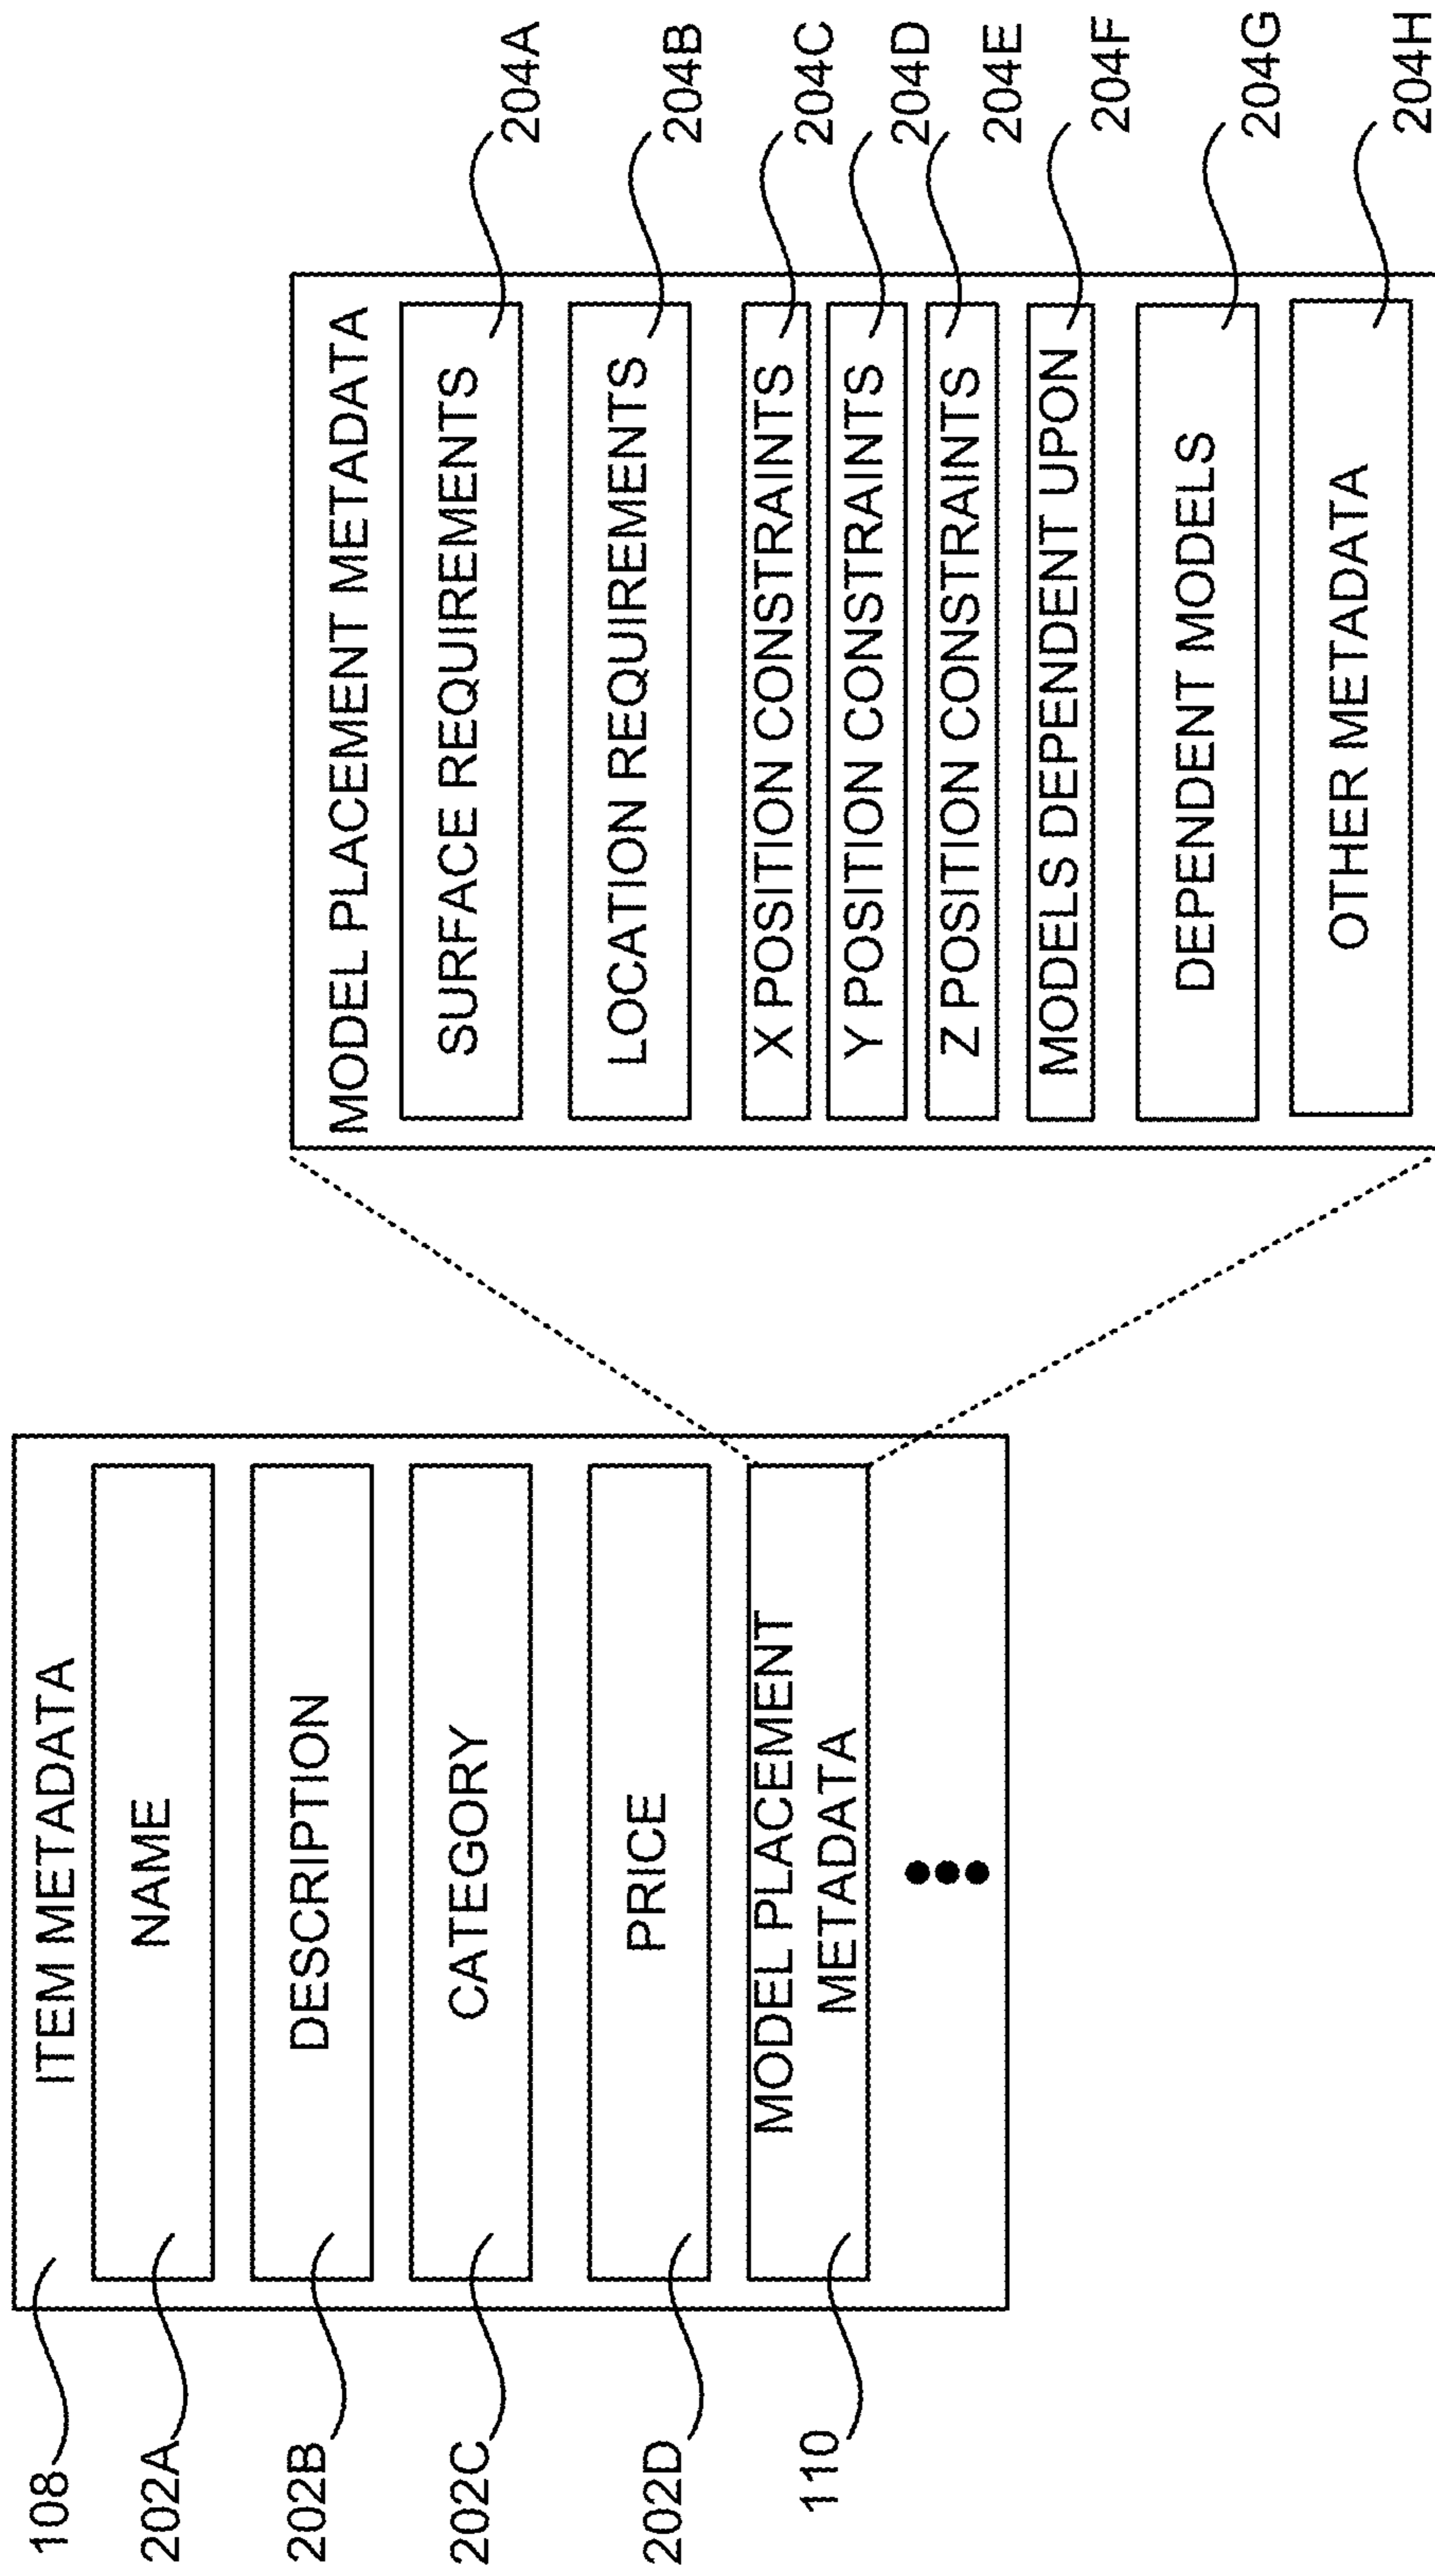 108
ITEM METADATA
202A
NAME
202B
DESCRIPTION
202C
CATEGORY
202D
PRICE
110
MODEL PLACEMENT
METADATA
MODEL PLACEMENT METADATA
SURFACE REQUIREMENTS
204A
LOCATION REQUIREMENTS
204B
X POSITION CONSTRAINTS
204C
Y POSITION CONSTRAINTS
204D
Z POSITION CONSTRAINTS
204E
MODELS DEPENDENT UPON
204F
DEPENDENT MODELS
204G
OTHER METADATA
204H